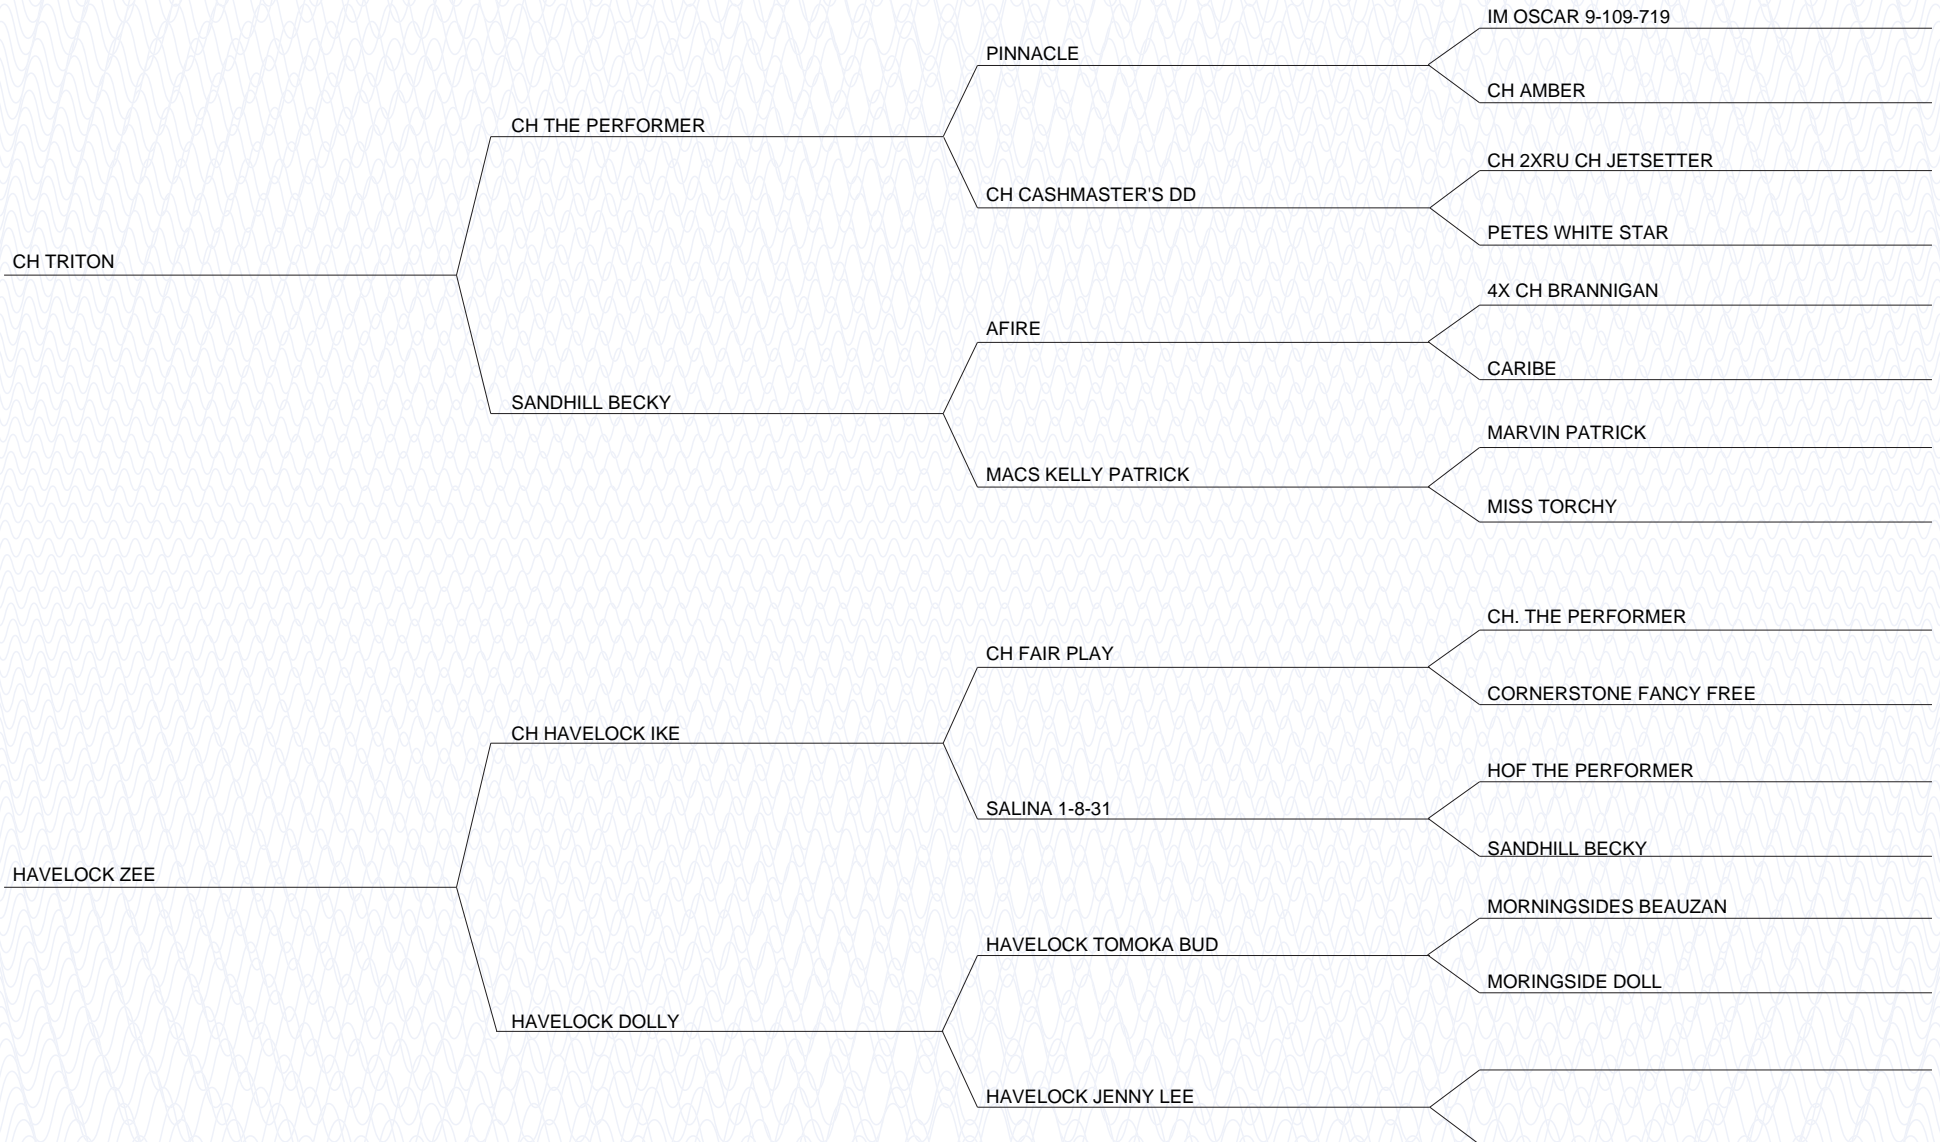 IM OSCAR 9-109-719
PINNACLE
CH AMBER
CH THE PERFORMER
CH 2XRU CH JETSETTER
CH CASHMASTER'S DD
PETES WHITE STAR
CH TRITON
4X CH BRANNIGAN
AFIRE
CARIBE
SANDHILL BECKY
MARVIN PATRICK
MACS KELLY PATRICK
MISS TORCHY
CH. THE PERFORMER
CH FAIR PLAY
CORNERSTONE FANCY FREE
CH HAVELOCK IKE
HOF THE PERFORMER
SALINA 1-8-31
SANDHILL BECKY
HAVELOCK ZEE
MORNINGSIDES BEAUZAN
HAVELOCK TOMOKA BUD
MORINGSIDE DOLL
HAVELOCK DOLLY
HAVELOCK JENNY LEE